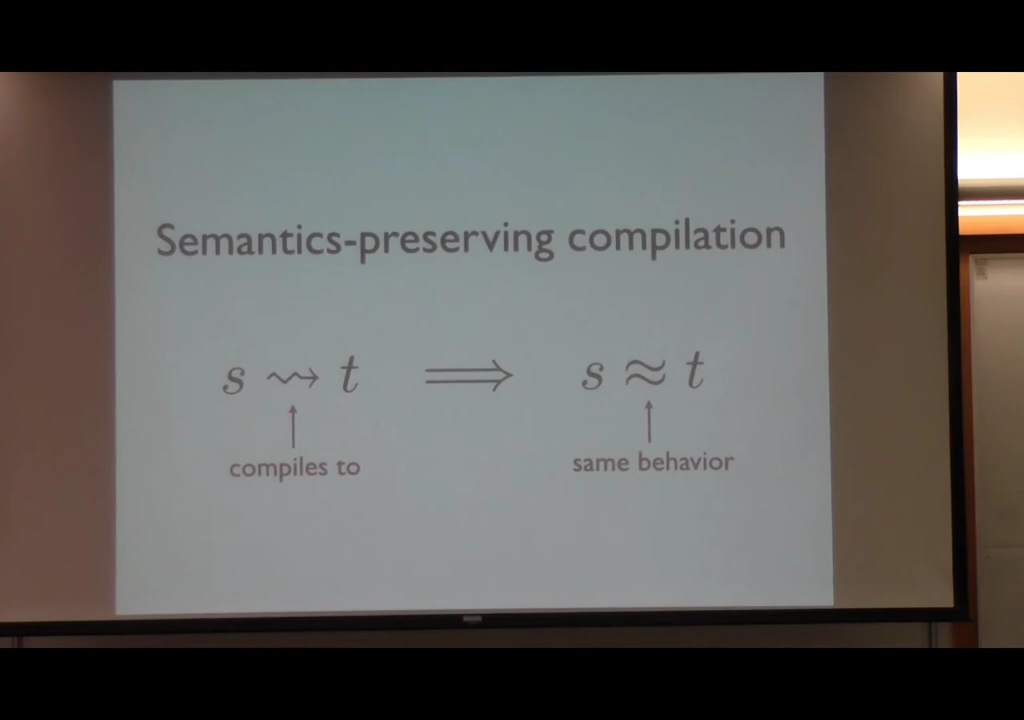 Semantics-preserving compilation
s ⇝ t ⟹ s ≈ t
compiles to
same behavior